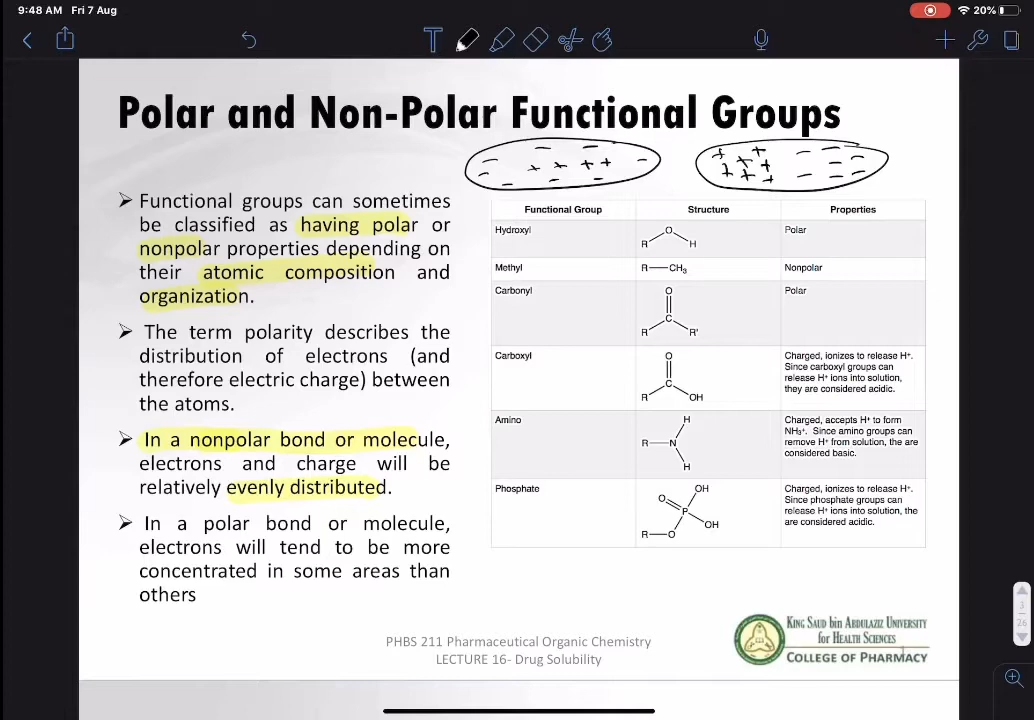 9:48 AM Fri 7 Aug
20%
T
Polar and Non-Polar Functional Groups
Functional groups can sometimes
be classified as having polar or
nonpolar properties depending on
their atomic composition and
organization.
The term polarity describes the
distribution of electrons (and
therefore electric charge) between
the atoms.
In a nonpolar bond or molecule,
electrons and charge will be
relatively evenly distributed.
In a polar bond or molecule,
electrons will tend to be more
concentrated in some areas than
others
Functional Group Structure Properties
Hydroxyl
R O H
Polar
Methyl
R—CH₃
Nonpolar
Carbonyl
O
C
R R'
Polar
Carboxyl
O
C
R OH
Charged, ionizes to release H⁺.
Since carboxyl groups can
release H⁺ ions into solution,
they are considered acidic.
Amino
H
R—N
H
Charged, accepts H⁺ to form
NH₃⁺. Since amino groups can
remove H⁺ from solution, the are
considered basic.
Phosphate
OH
O
P
OH
R—O
Charged, ionizes to release H⁺.
Since phosphate groups can
release H⁺ ions into solution, the
are considered acidic.
PHBS 211 Pharmaceutical Organic Chemistry
LECTURE 16- Drug Solubility
King Saud bin Abdulaziz University
for Health Sciences
College of Pharmacy
3
26